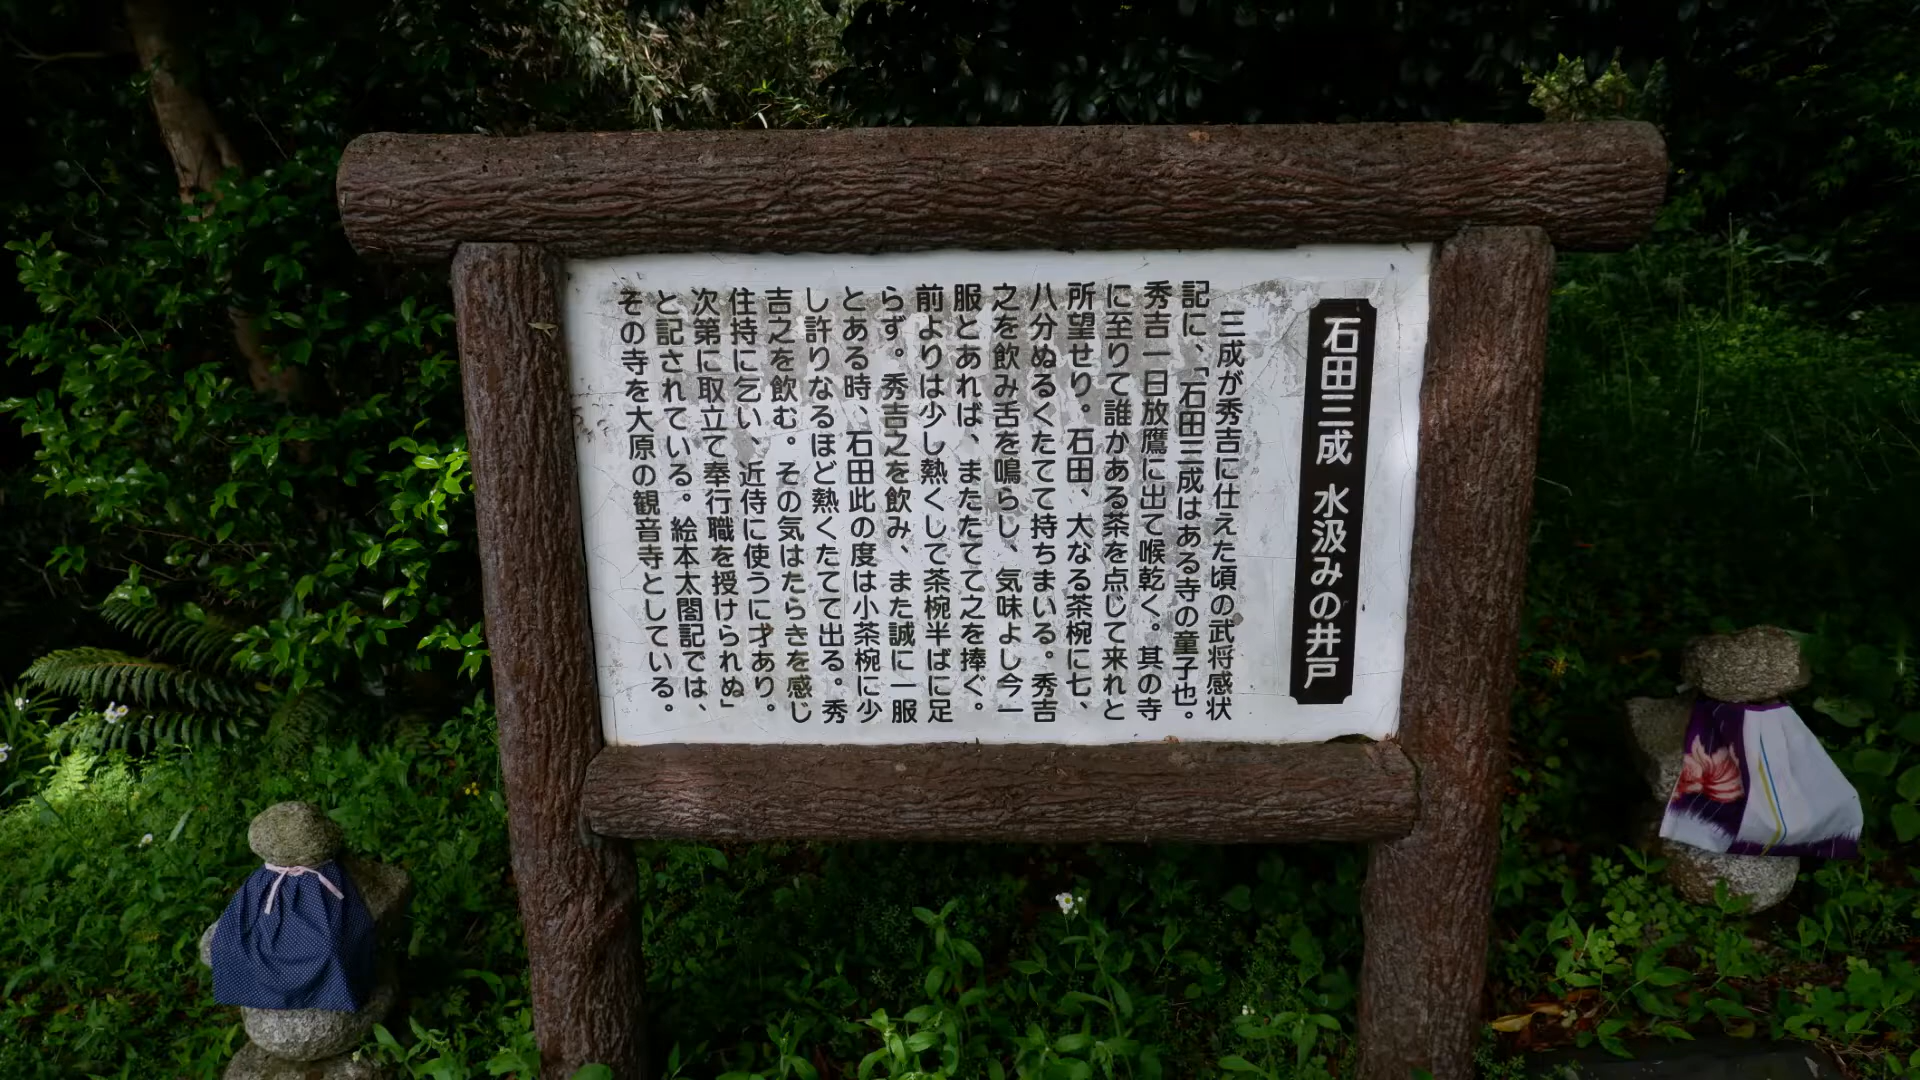 石田三成 水汲みの井戸
三成が秀吉に仕えた頃の武将感状
記に、「石田三成はある寺の童子也。
秀吉一日放鷹に出て喉乾く。其の寺
に至りて誰かある茶を点じて来れと
所望せり。石田、大なる茶椀に七、
八分ぬるくたてて持ちまいる。秀吉
之を飲み舌を鳴らし、気味よし今一
服とあれば、またたてて之を捧ぐ。
前よりは少し熱くして茶椀半ばに足
らず。秀吉之を飲み、また誠に一服
とある時、石田此の度は小茶椀に少
し許りなるほど熱くたてて出る。秀
吉之を飲む。その気はたらきを感じ
住持に乞い、近侍に使うに才あり。
次第に取立て奉行職を授けられぬ」
と記されている。絵本太閤記では、
その寺を大原の観音寺としている。